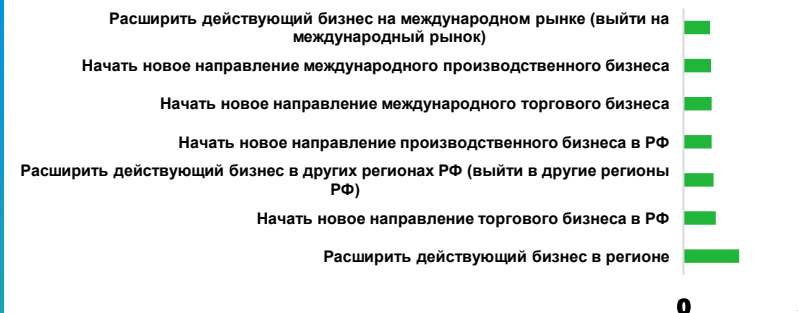 Расширить действующий бизнес на международном рынке (выйти на
международный рынок)
Начать новое направление международного производственного бизнеса
Начать новое направление международного торгового бизнеса
Начать новое направление производственного бизнеса в РФ
Расширить действующий бизнес в других регионах РФ (выйти в другие регионы
РФ)
Начать новое направление торгового бизнеса в РФ
Расширить действующий бизнес в регионе
0